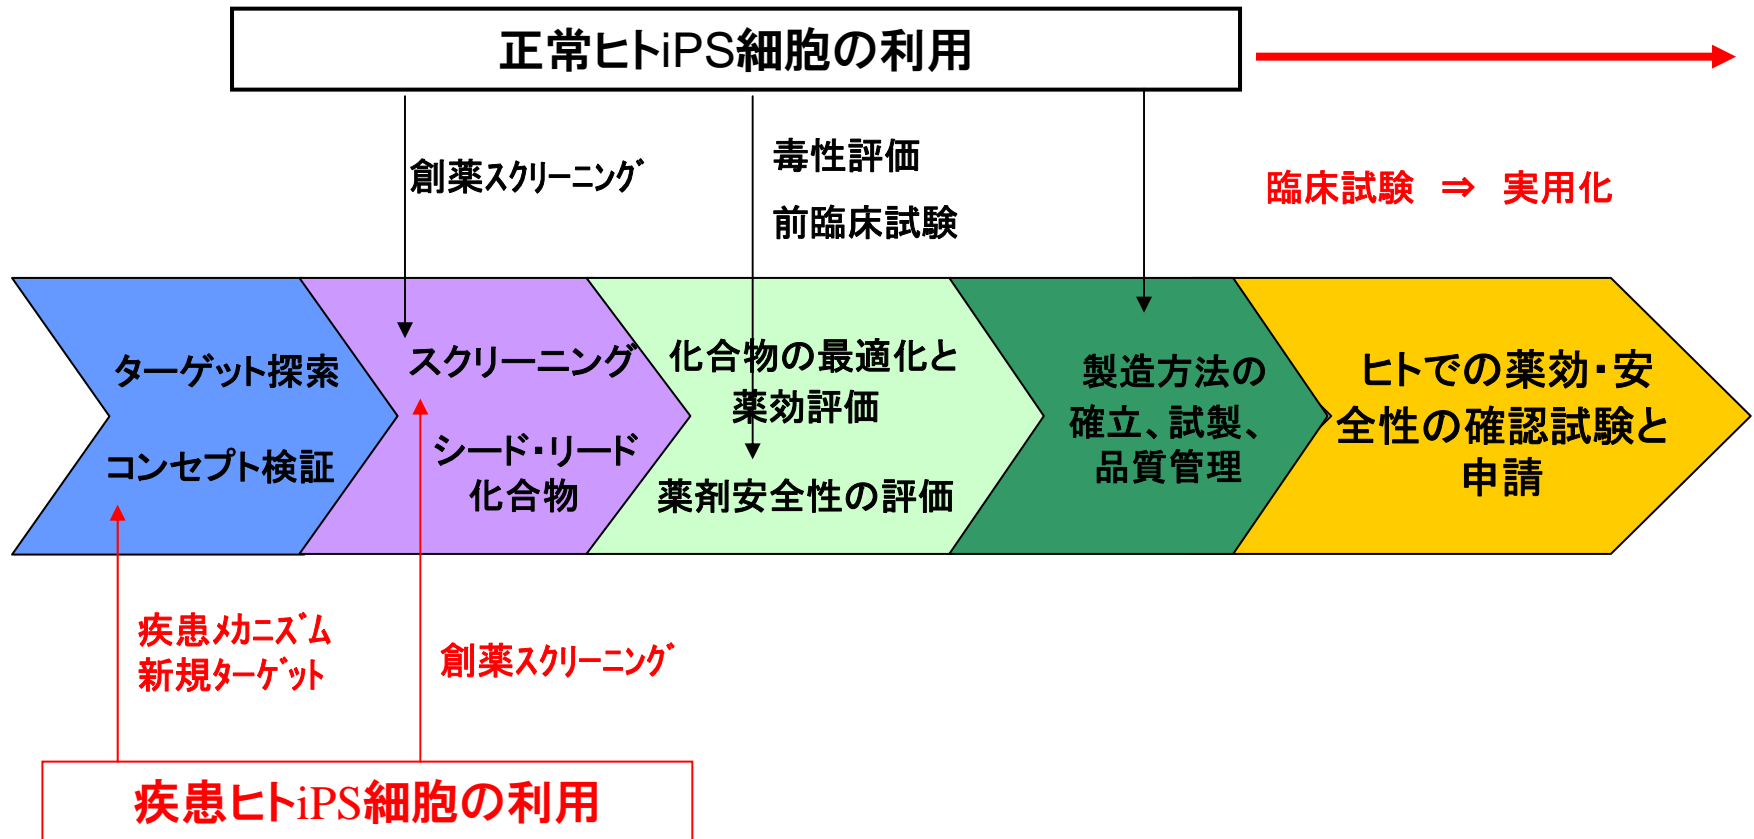 正常ヒトiPS細胞の利用
創薬スクリーニング
毒性評価
前臨床試験
臨床試験 ⇒ 実用化
ターゲット探索
コンセプト検証
スクリーニング
シード・リード
化合物
化合物の最適化と
薬効評価
薬剤安全性の評価
製造方法の
確立、試製、
品質管理
ヒトでの薬効・安
全性の確認試験と
申請
疾患メカニズム
新規ターゲット
創薬スクリーニング
疾患ヒトiPS細胞の利用